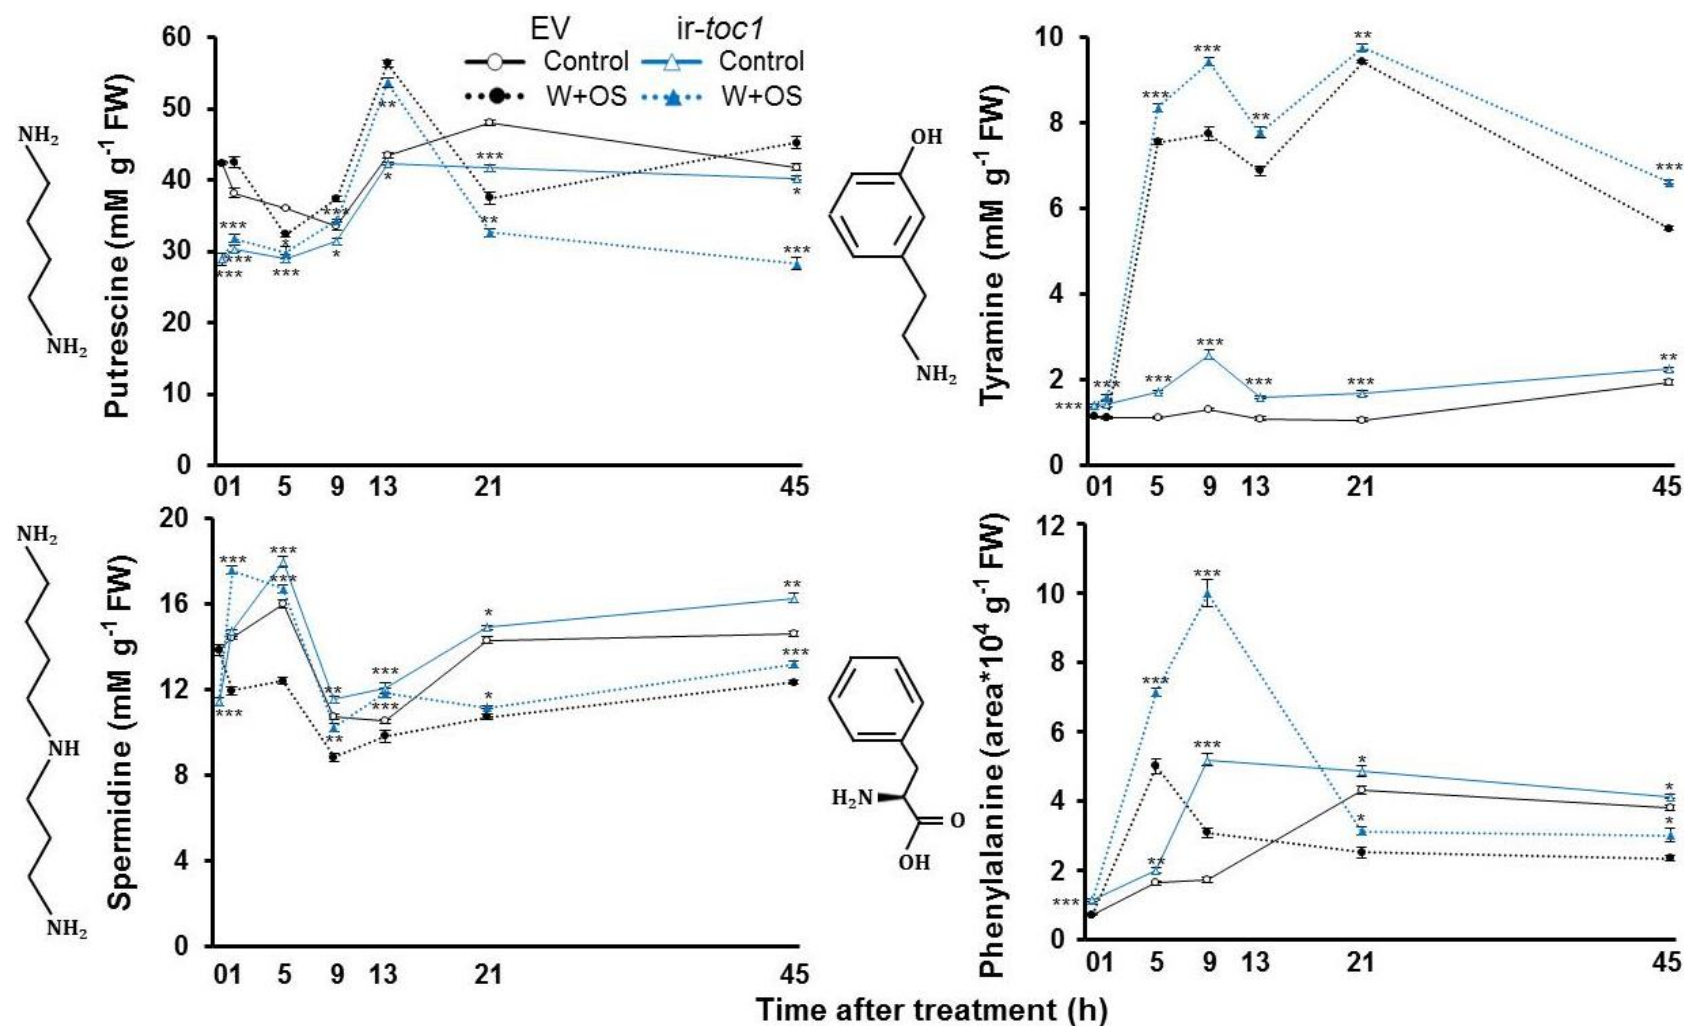 EV ir-toc1
Control Control
W+OS W+OS
Putrescine (mM g-1 FW)
60
50
40
30
20
10
0
01 5 9 13 21 45
NH2
NH2
** * *** ** * ***
*** *** *** * *** * *** * **
Tyramine (mM g-1 FW)
10
8
6
4
2
0
01 5 9 13 21 45
OH
NH2
*** *** ** ** ***
*** *** *** *** *** *** **
Spermidine (mM g-1 FW)
20
16
12
8
4
0
01 5 9 13 21 45
NH2
NH
NH2
*** *** *** * **
*** *** ** ** *** * ***
Phenylalanine (area*104 g-1 FW)
12
10
8
6
4
2
0
01 5 9 13 21 45
H2N
O
OH
*** *** *** * *
*** ** * *
Time after treatment (h)